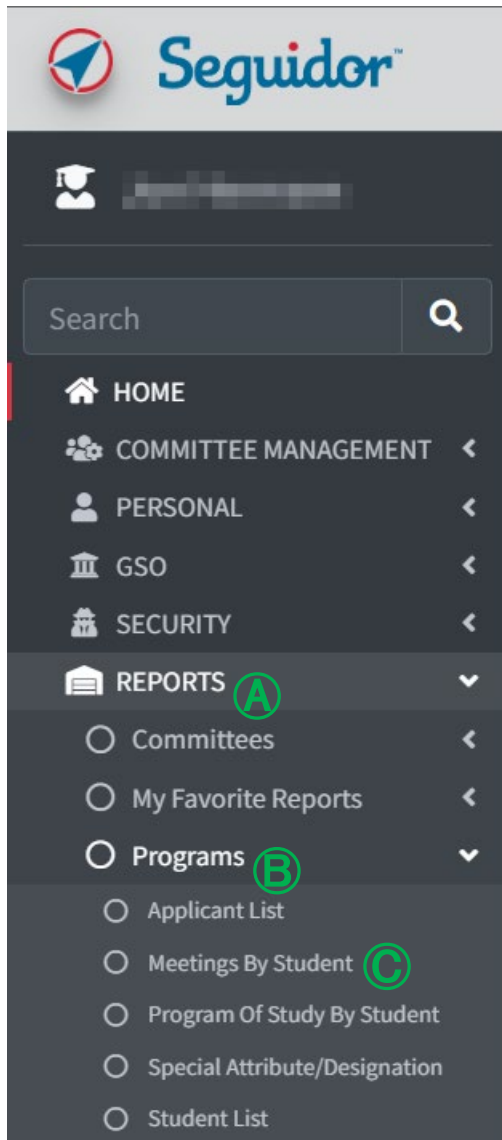 Seguidor™
Search
HOME
COMMITTEE MANAGEMENT
PERSONAL
GSO
SECURITY
REPORTS Ⓐ
Committees
My Favorite Reports
Programs Ⓑ
Applicant List
Meetings By Student Ⓒ
Program Of Study By Student
Special Attribute/Designation
Student List